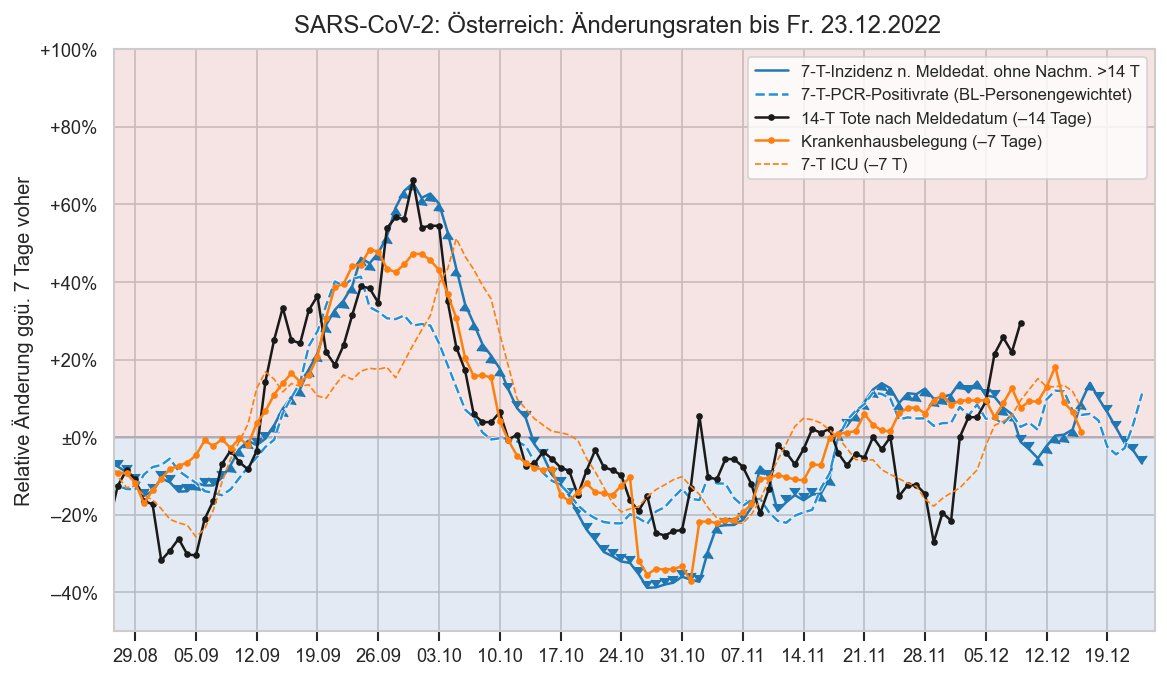 SARS-CoV-2: Österreich: Änderungsraten bis Fr. 23.12.2022
Relative Änderung ggü. 7 Tage voher
+100%
+80%
+60%
+40%
+20%
±0%
–20%
–40%
7-T-Inzidenz n. Meldedat. ohne Nachm. >14 T
7-T-PCR-Positivrate (BL-Personengewichtet)
14-T Tote nach Meldedatum (–14 Tage)
Krankenhausbelegung (–7 Tage)
7-T ICU (–7 T)
29.08 05.09 12.09 19.09 26.09 03.10 10.10 17.10 24.10 31.10 07.11 14.11 21.11 28.11 05.12 12.12 19.12